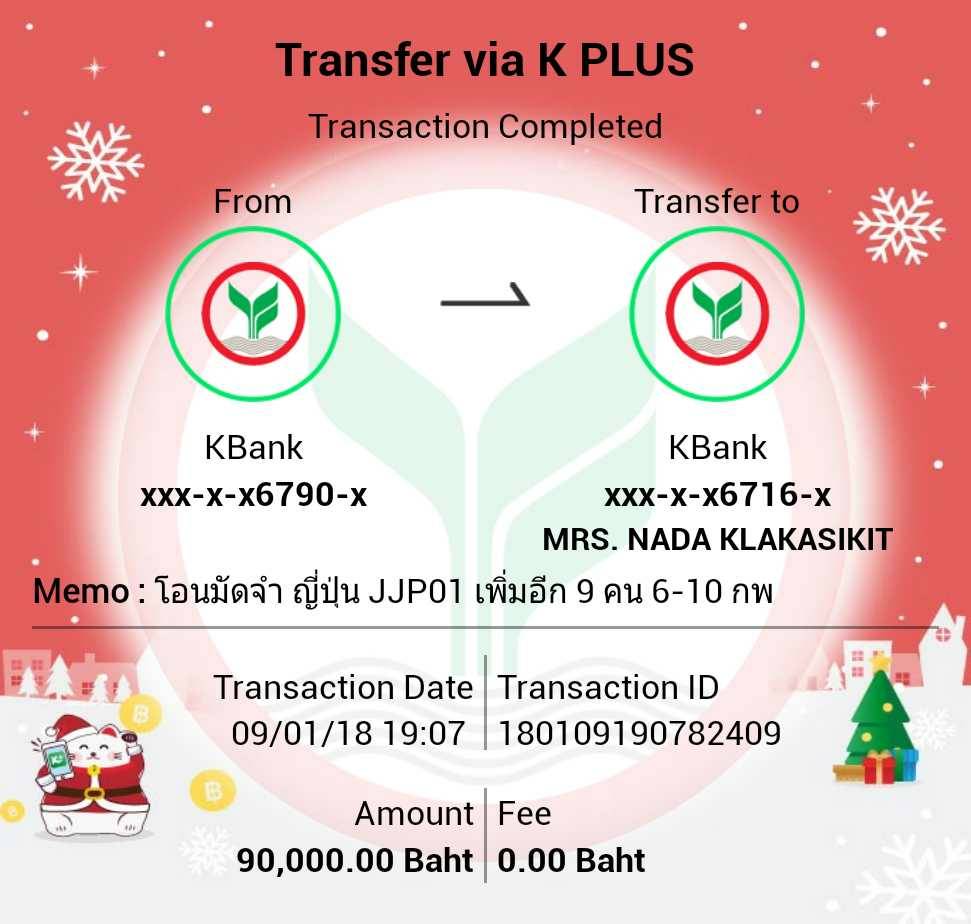 Transfer via K PLUS
Transaction Completed
From
Transfer to
KBank
xxx-x-x6790-x
KBank
xxx-x-x6716-x
MRS. NADA KLAKASIKIT
Memo : โอนมัดจำ ญี่ปุ่น JJP01 เพิ่มอีก 9 คน 6-10 กพ
Transaction Date
09/01/18 19:07
Transaction ID
180109190782409
Amount
90,000.00 Baht
Fee
0.00 Baht